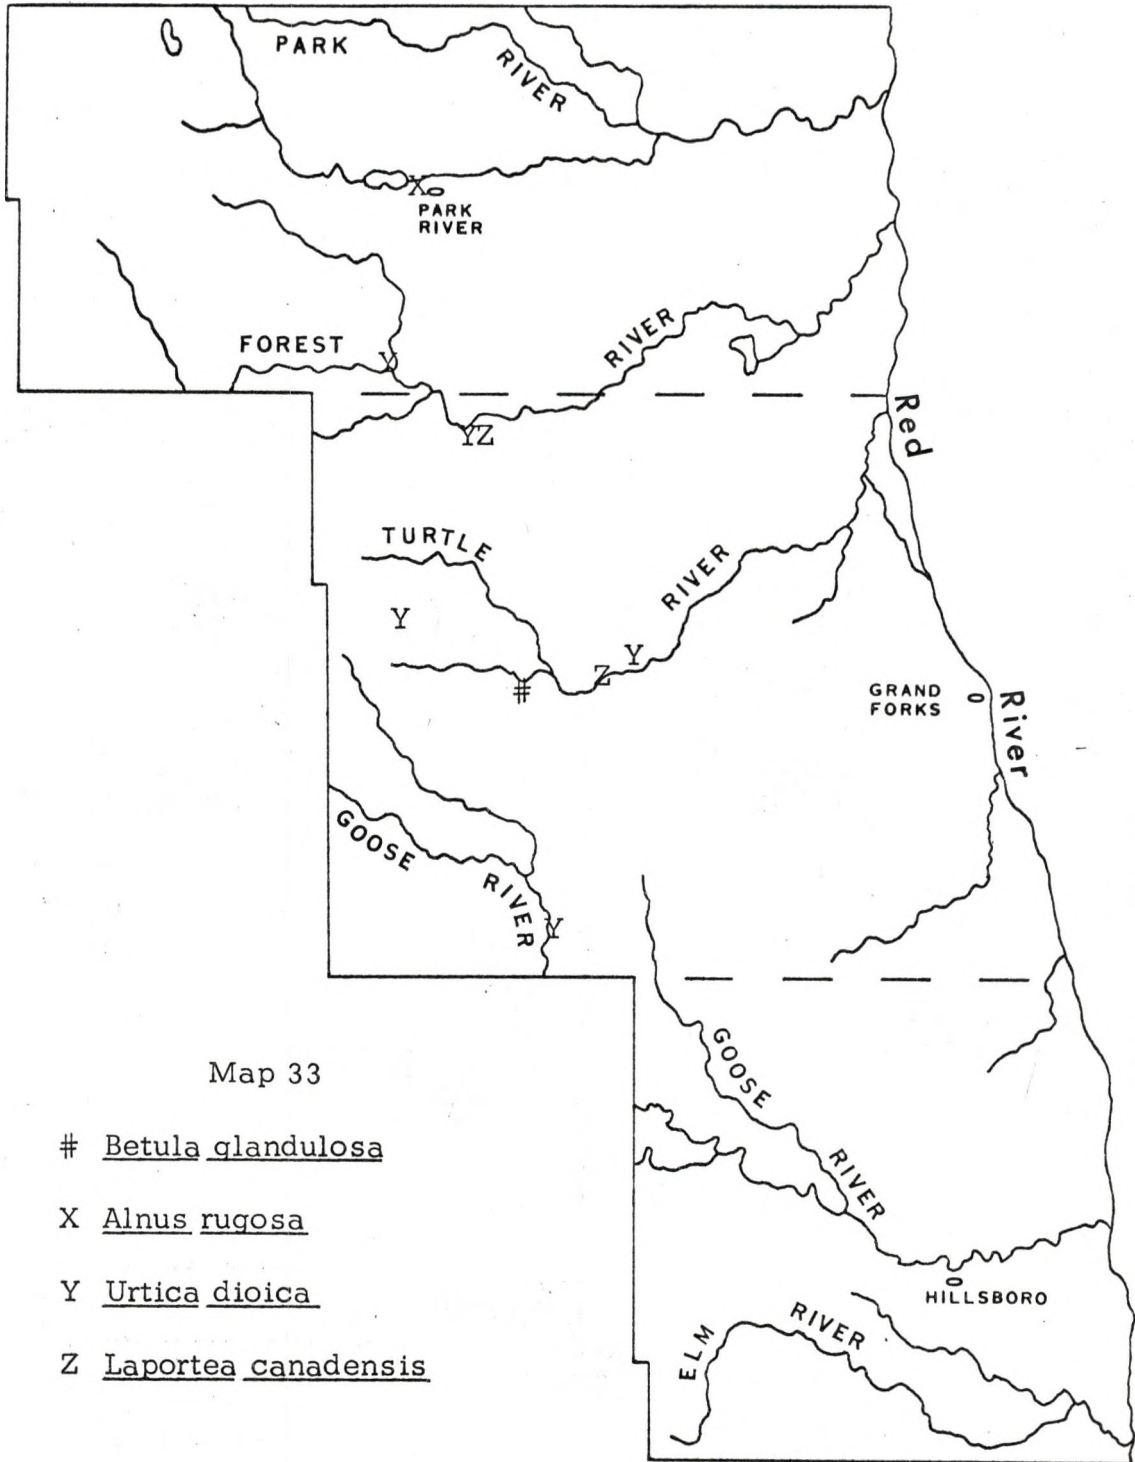 PARK
RIVER
X
PARK
RIVER
FOREST
RIVER
Y
Red
YZ
TURTLE
RIVER
Y
Y
Z
#
GRAND
FORKS
River
GOOSE
RIVER
Y
GOOSE
RIVER
HILLSBORO
ELM
RIVER
Map 33
# Betula glandulosa
X Alnus rugosa
Y Urtica dioica
Z Laportea canadensis